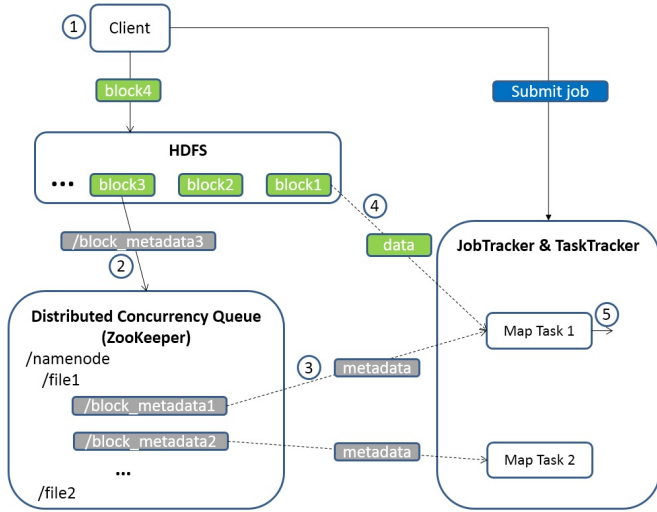 1
Client
block4
Submit job
HDFS
... block3 block2 block1
4
/block_metadata3
data
2
JobTracker & TaskTracker
Distributed Concurrency Queue
(ZooKeeper)
/namenode
/file1
3
metadata
Map Task 1
5
/block_metadata1
/block_metadata2
metadata
Map Task 2
...
/file2